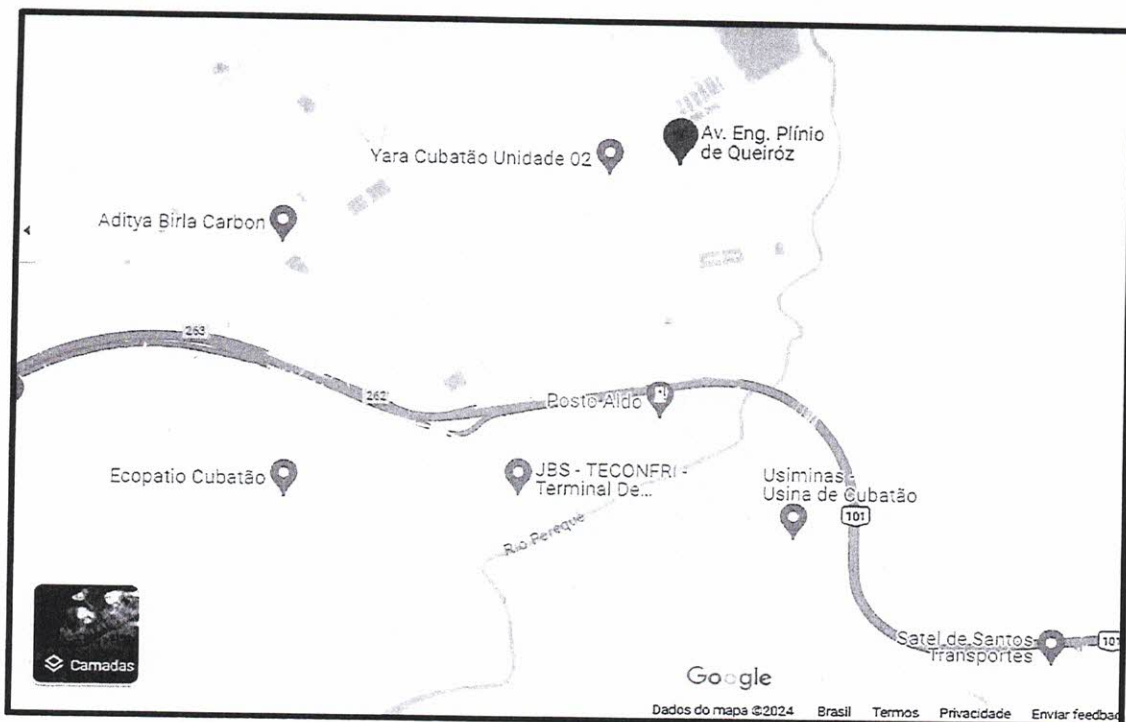 Av. Eng. Plínio
de Queiróz
Yara Cubatão Unidade 02
Aditya Birla Carbon
263
262
Posto Aldo
Ecopatio Cubatão
JBS - TECONFRI -
Terminal De...
Usiminas -
Usina de Cubatão
101
Rio Pereque
Satel de Santos
Transportes
101
Camadas
Google
Dados do mapa ©2024 Brasil Termos Privacidade Enviar feedbac